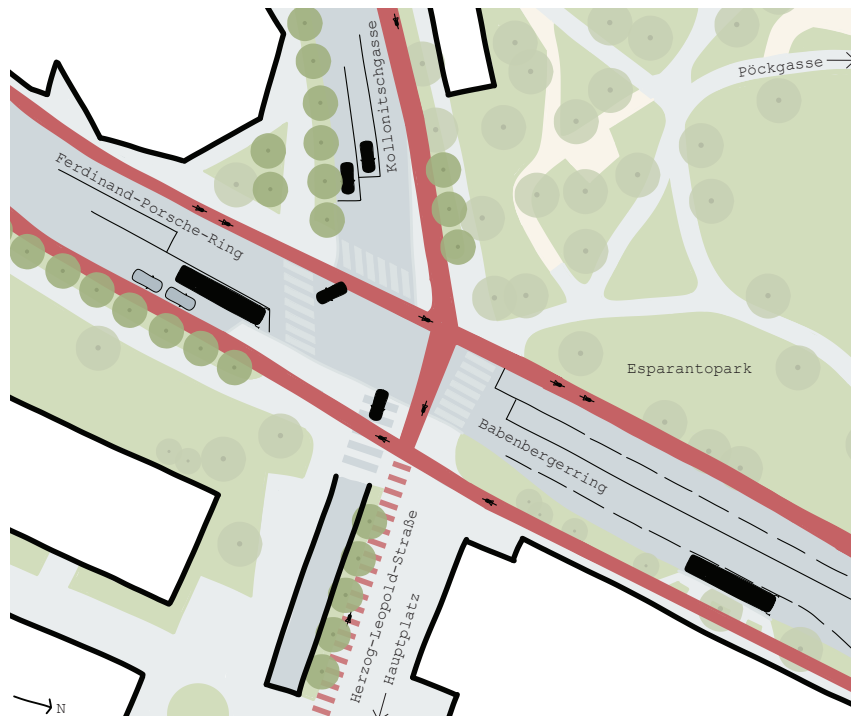 Kollonitschgasse
Pöckgasse
Ferdinand-Porsche-Ring
Esparantopark
Babenbergerring
Herzog-Leopold-Straße
Hauptplatz
N